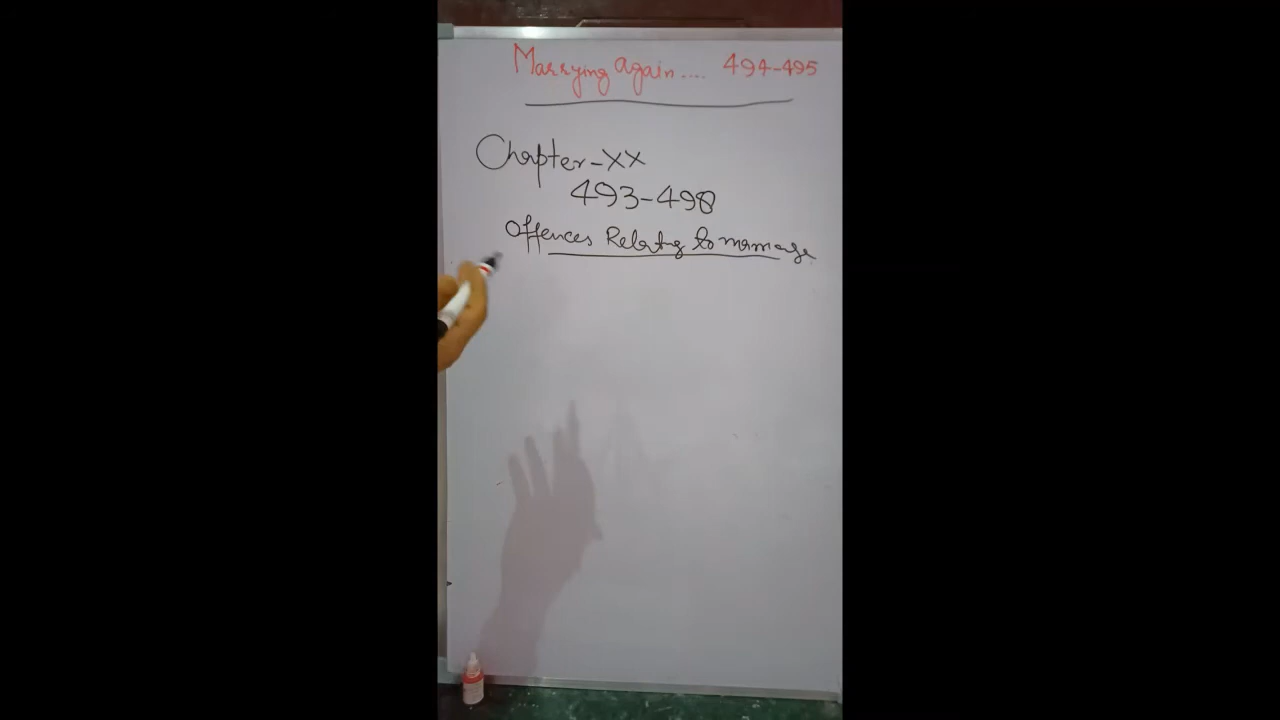 Marrying again.... 494-495
Chapter-XX
493-498
Offences Relating to marriage